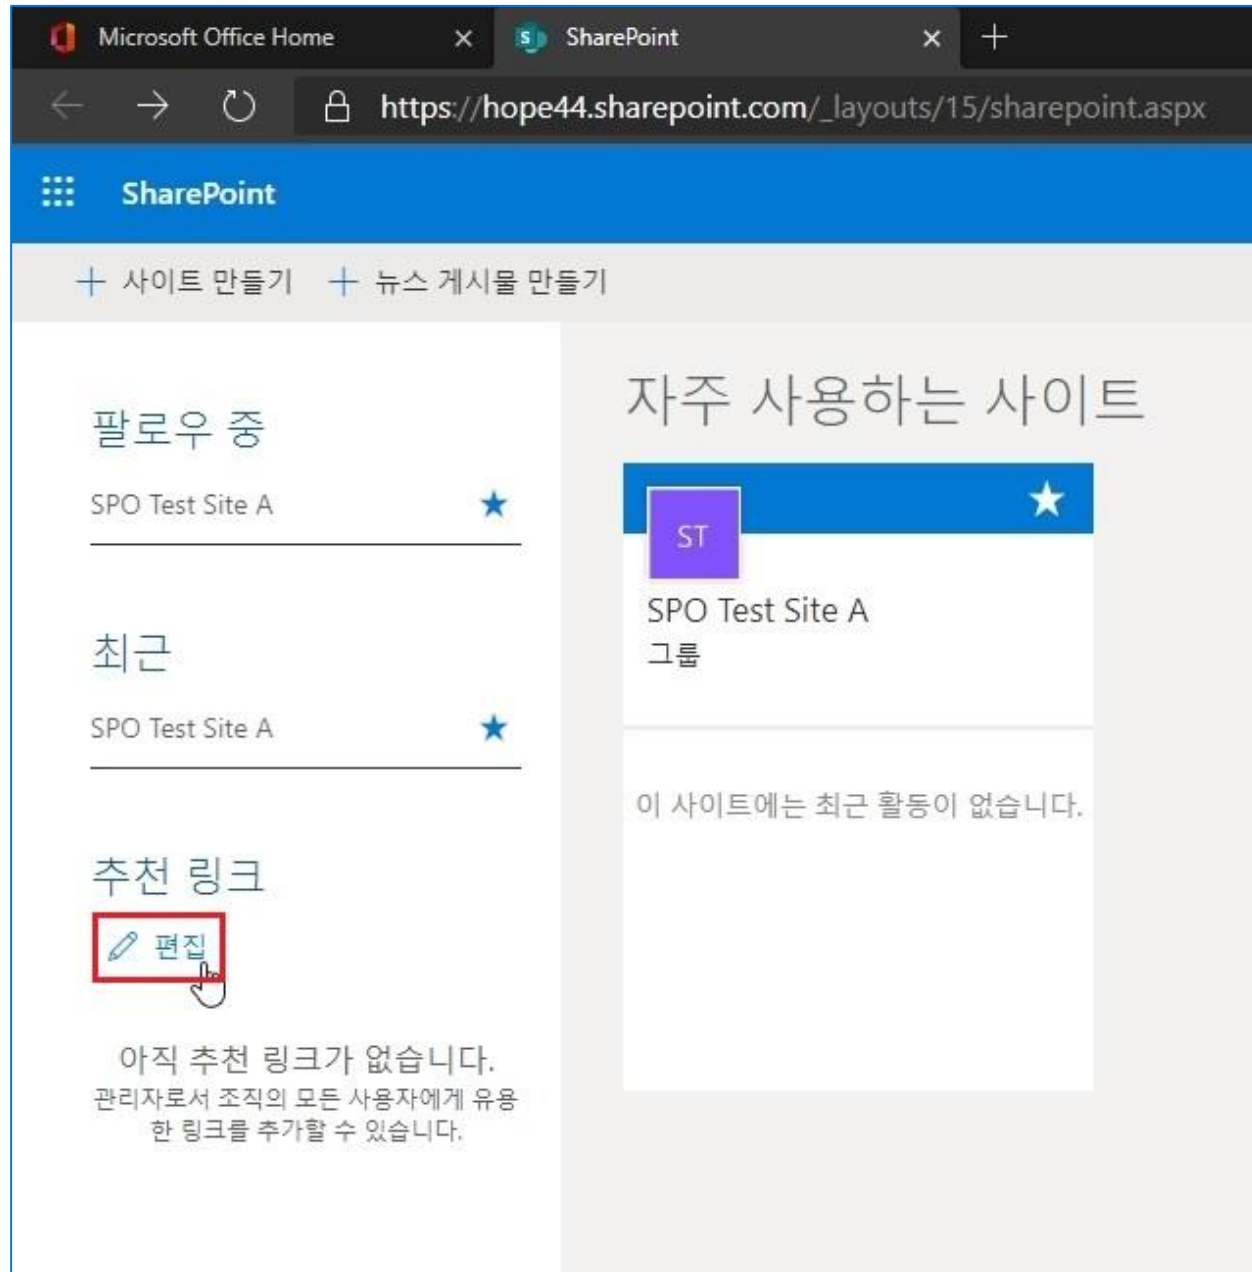 Microsoft Office Home
SharePoint
https://hope44.sharepoint.com/_layouts/15/sharepoint.aspx
SharePoint
사이트 만들기 뉴스 게시물 만들기
팔로우 중
SPO Test Site A
최근
SPO Test Site A
추천 링크
편집
아직 추천 링크가 없습니다.
관리자로서 조직의 모든 사용자에게 유용
한 링크를 추가할 수 있습니다.
자주 사용하는 사이트
ST
SPO Test Site A
그룹
이 사이트에는 최근 활동이 없습니다.